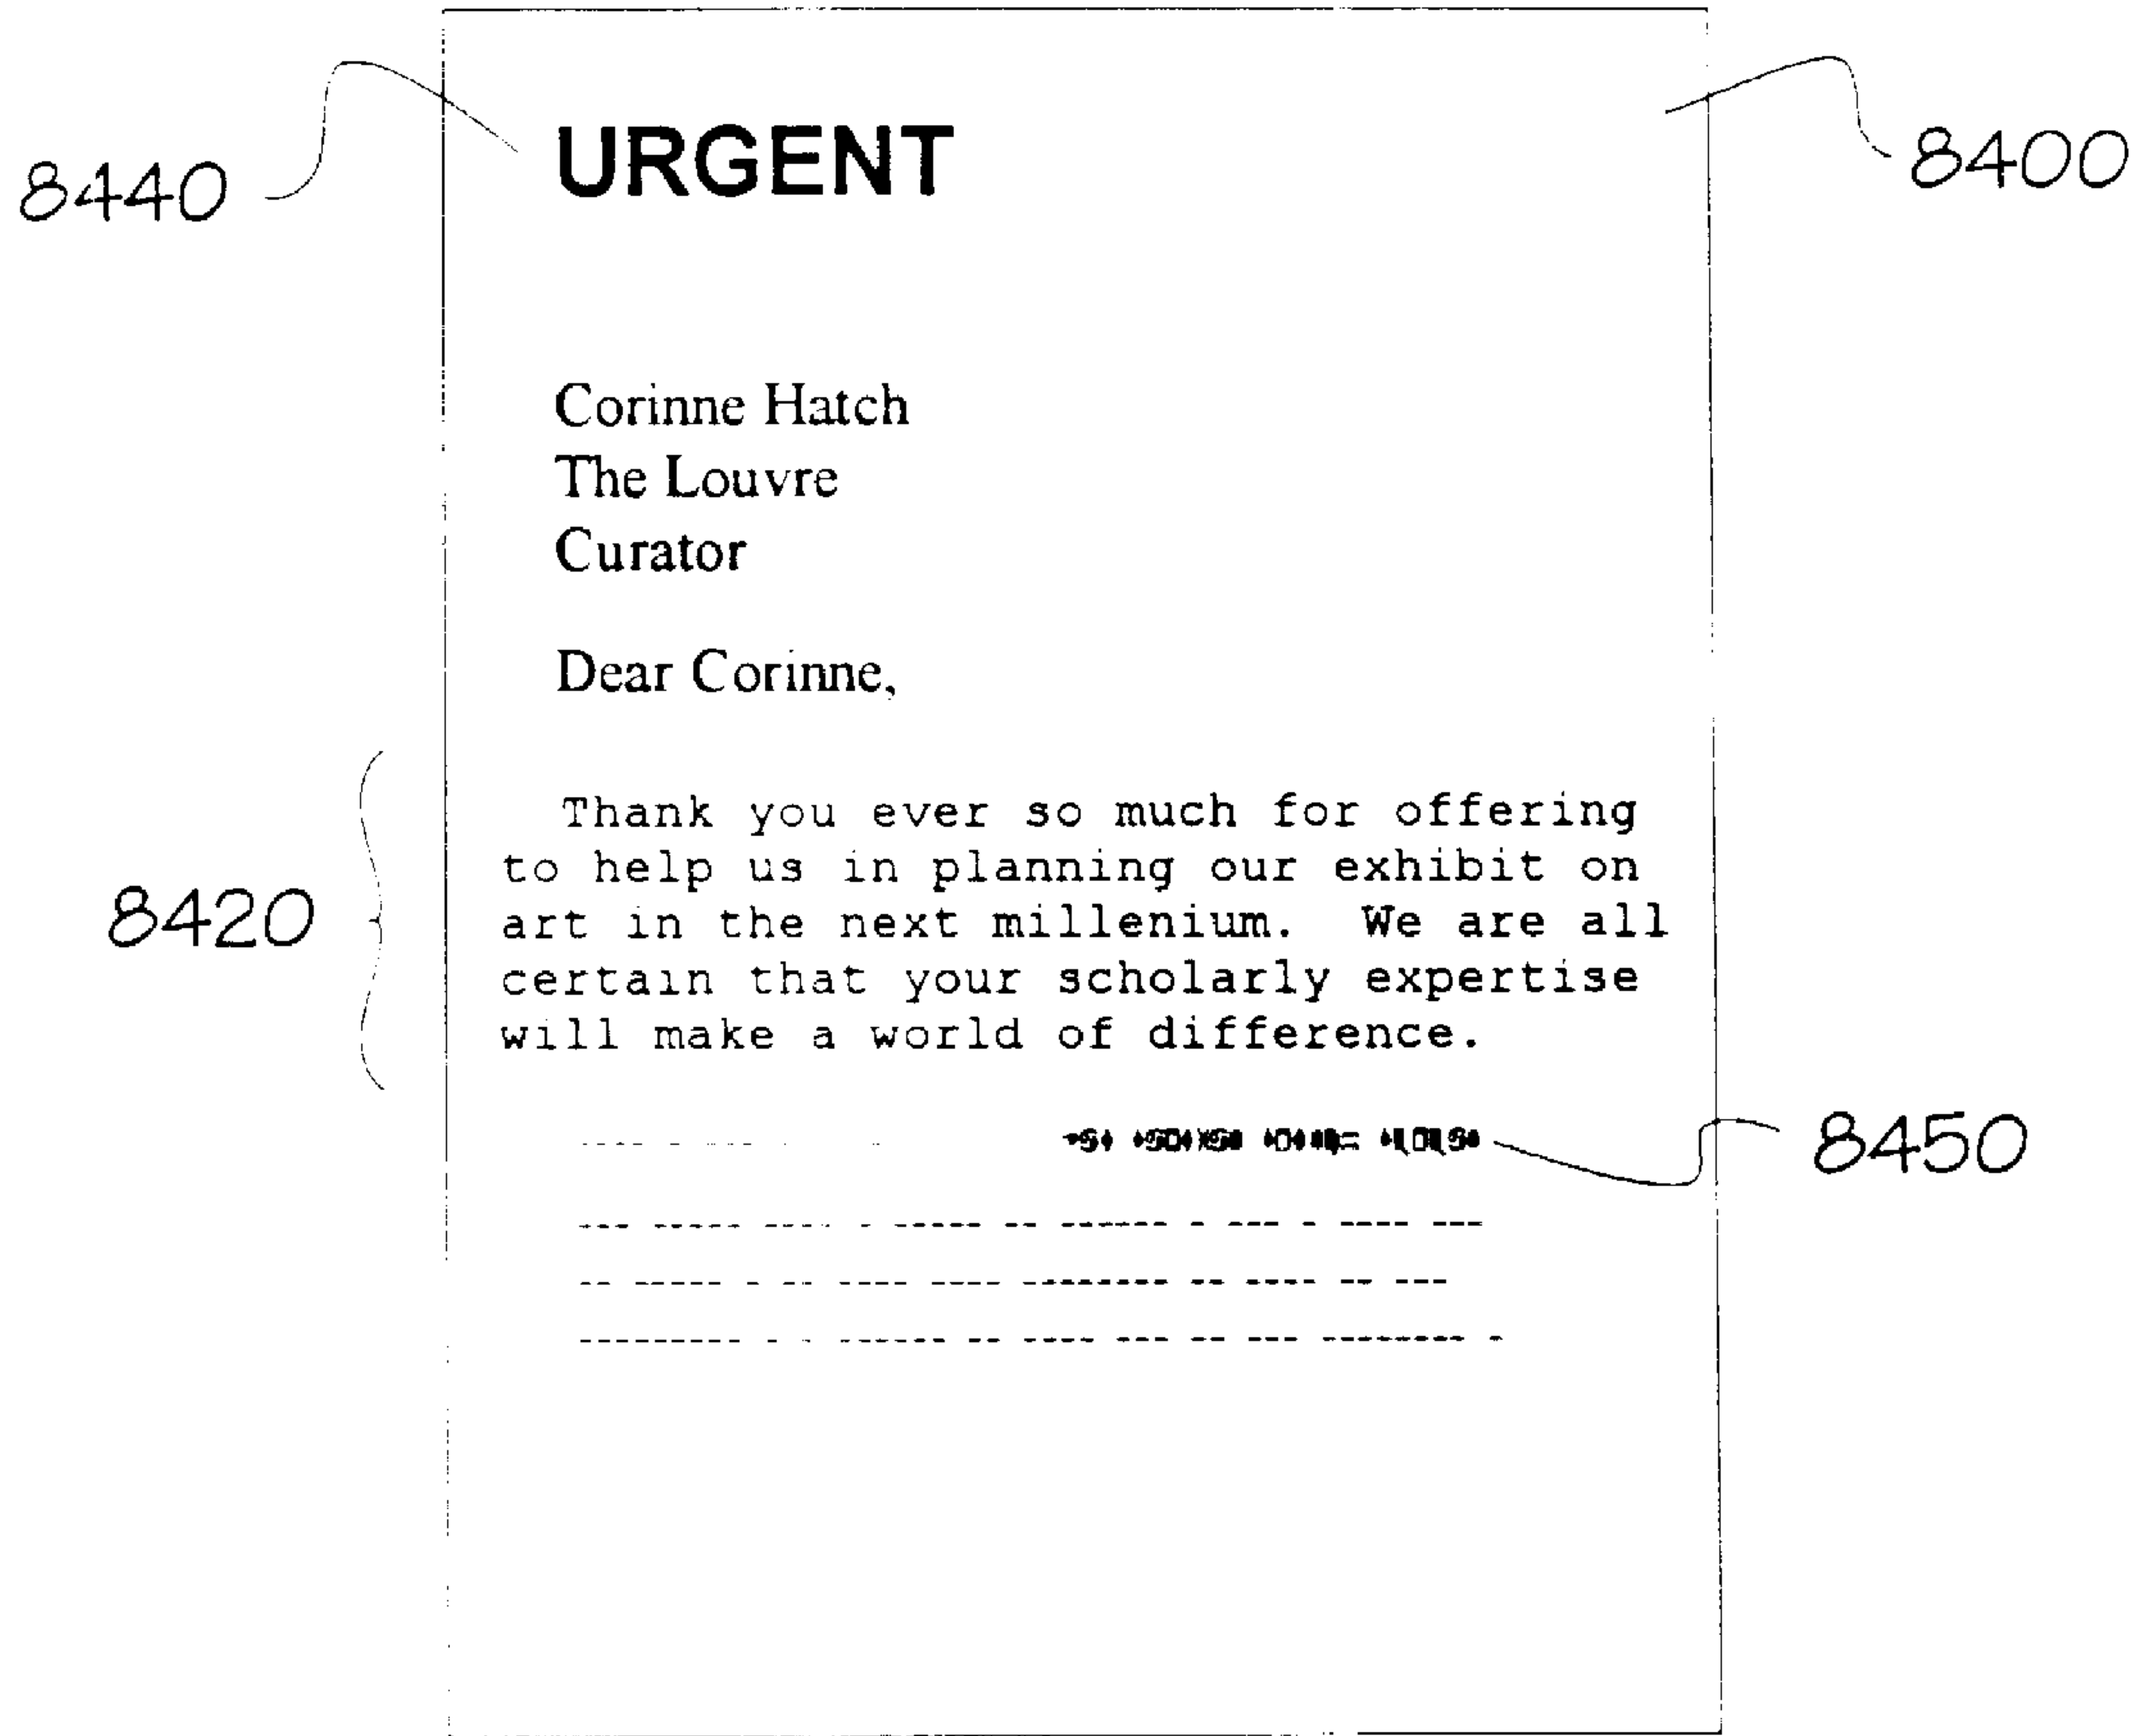 URGENT
8440
8400
Corinne Hatch
The Louvre
Curator
Dear Corinne,
Thank you ever so much for offering
to help us in planning our exhibit on
art in the next millenium. We are all
certain that your scholarly expertise
will make a world of difference.
8420
8450